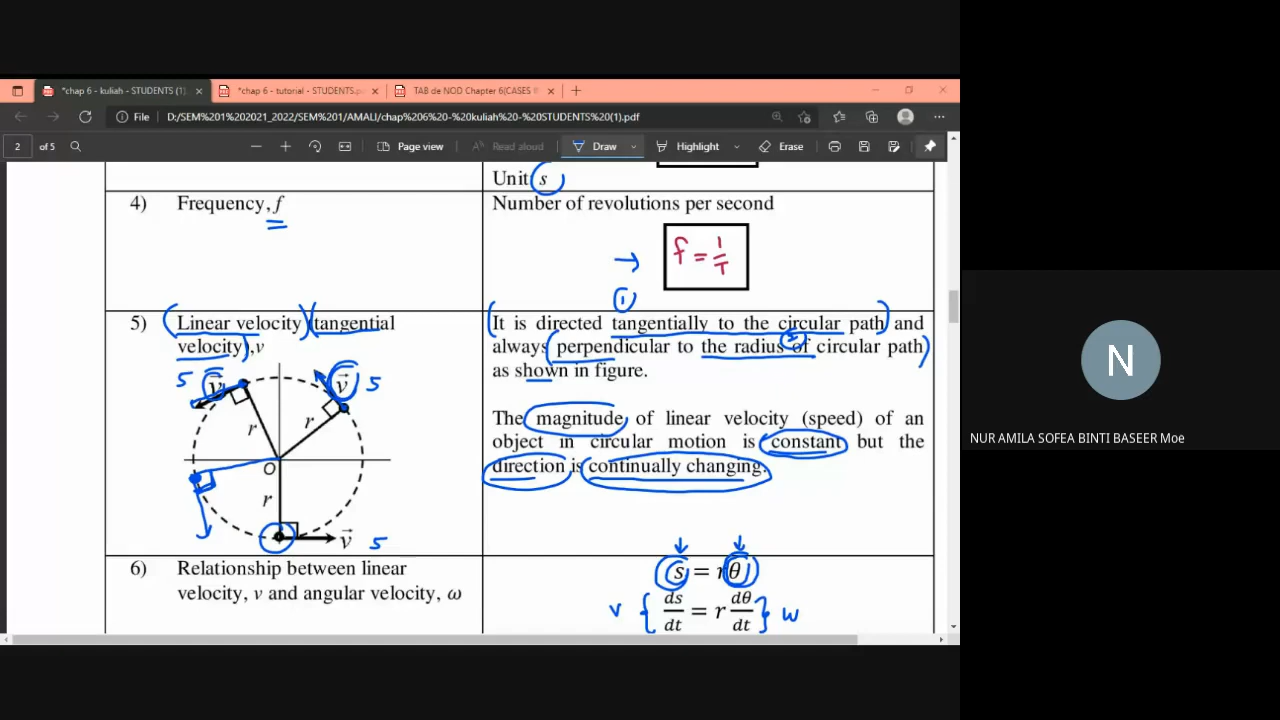 *chap 6 - kuliah - STUDENTS (1).
*chap 6 - tutorial - STUDENTS.p
TAB de NOD Chapter 6(CASES I
File
D:/SEM%201%202021_2022/SEM%201/AMALI/chap%206%20-%20kuliah%20-%20STUDENTS%20(1).pdf
2 of 5
Page view
Read aloud
Draw
Highlight
Erase
Unit s
4) Frequency, f
Number of revolutions per second
→ f = 1/T
①
5) Linear velocity (tangential
velocity), v
It is directed tangentially to the circular path and
②
always perpendicular to the radius of circular path
as shown in figure.
5 v⃗
v⃗ 5
r
r
The magnitude of linear velocity (speed) of an
object in circular motion is constant but the
direction is continually changing.
O
r
v⃗ 5
6) Relationship between linear
velocity, v and angular velocity, ω
s = rθ
v { ds/dt = r dθ/dt } w
N
NUR AMILA SOFEA BINTI BASEER Moe